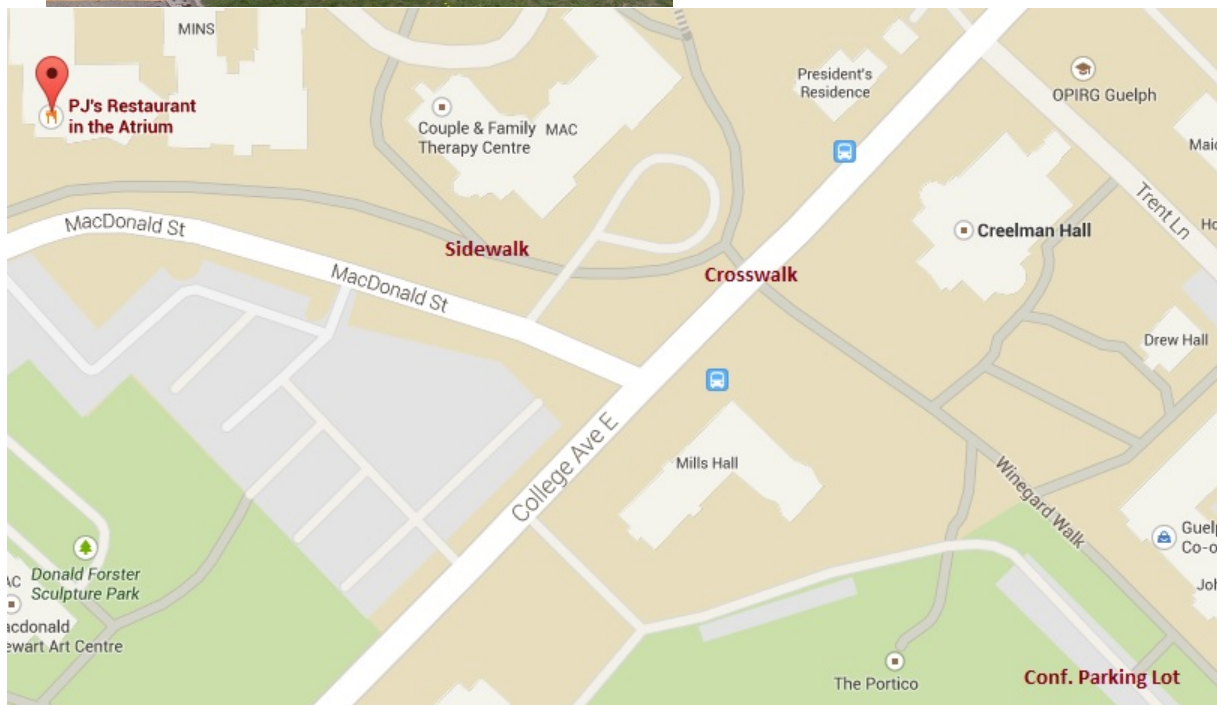 MINS
PJ's Restaurant
in the Atrium
Couple & Family
Therapy Centre
MAC
President's
Residence
OPIRG Guelph
Trent Ln
Creelman Hall
MacDonald St
Sidewalk
Crosswalk
MacDonald St
Drew Hall
Mills Hall
College Ave E
Winegard Walk
Donald Forster
Sculpture Park
The Portico
Conf. Parking Lot